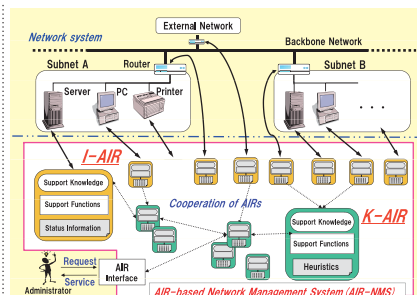 External Network
Network system
Backbone Network
Subnet A
Router
Subnet B
Server
PC
Printer
. . .
I-AIR
Support Knowledge
Support Functions
Status Information
Cooperation of AIRs
K-AIR
Support Knowledge
Support Functions
Heuristics
Request
Service
AIR
Interface
Administrator
AIR-based Network Management System (AIR-NMS)